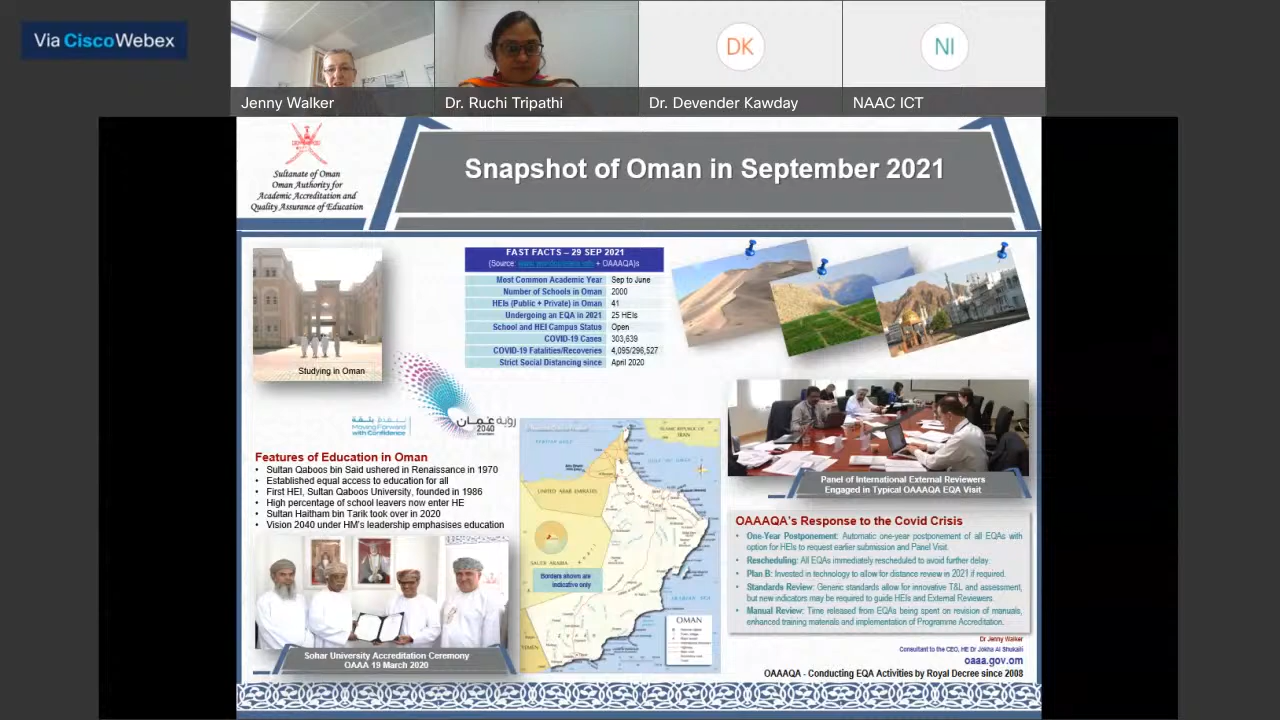 Via Cisco Webex
Jenny Walker
Dr. Ruchi Tripathi
DK
Dr. Devender Kawday
NI
NAAC ICT
Sultanate of Oman
Oman Authority for
Academic Accreditation and
Quality Assurance of Education
Snapshot of Oman in September 2021
Studying in Oman
FAST FACTS – 29 SEP 2021
(Source: + OAAAQA)s
Most Common Academic Year Sep to June
Number of Schools in Oman 2000
HEIs (Public + Private) in Oman 41
Undergoing an EQA in 2021 25 HEIs
School and HEI Campus Status Open
COVID-19 Cases 303,639
COVID-19 Fatalities/Recoveries 4,095/296,527
Strict Social Distancing since April 2020
نتقدم بثقة
Moving Forward
with Confidence
رؤية عُمان
2040
Features of Education in Oman
• Sultan Qaboos bin Said ushered in Renaissance in 1970
• Established equal access to education for all
• First HEI, Sultan Qaboos University, founded in 1986
• High percentage of school leavers now enter HE
• Sultan Haitham bin Tarik took over in 2020
• Vision 2040 under HM's leadership emphasises education
Sohar University Accreditation Ceremony
OAAA 19 March 2020
ISLAMIC REPUBLIC OF
IRAN
UNITED ARAB EMIRATES
SAUDI ARABIA
Borders shown are
indicative only
ARABIAN SEA
YEMEN
OMAN
Panel of International External Reviewers
Engaged in Typical OAAAQA EQA Visit
OAAAQA's Response to the Covid Crisis
• One-Year Postponement: Automatic one-year postponement of all EQAs with
option for HEIs to request earlier submission and Panel Visit.
• Rescheduling: All EQAs immediately rescheduled to avoid further delay.
• Plan B: Invested in technology to allow for distance review in 2021 if required.
• Standards Review: Generic standards allow for innovative T&L and assessment,
but new indicators may be required to guide HEIs and External Reviewers.
• Manual Review: Time released from EQAs being spent on revision of manuals,
enhanced training materials and implementation of Programme Accreditation.
Dr Jenny Walker
Consultant to the CEO, HE Dr Jokha Al Shukaili
oaaa.gov.om
OAAAQA - Conducting EQA Activities by Royal Decree since 2008